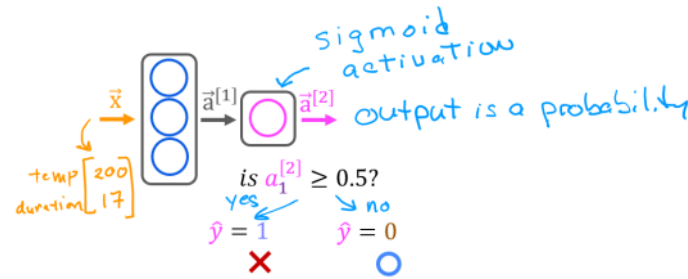 sigmoid
activation
x⃗ a⃗[1] a⃗[2] output is a probability
temp [200
duration 17]
is a₁[2] ≥ 0.5?
yes no
ŷ = 1 ŷ = 0